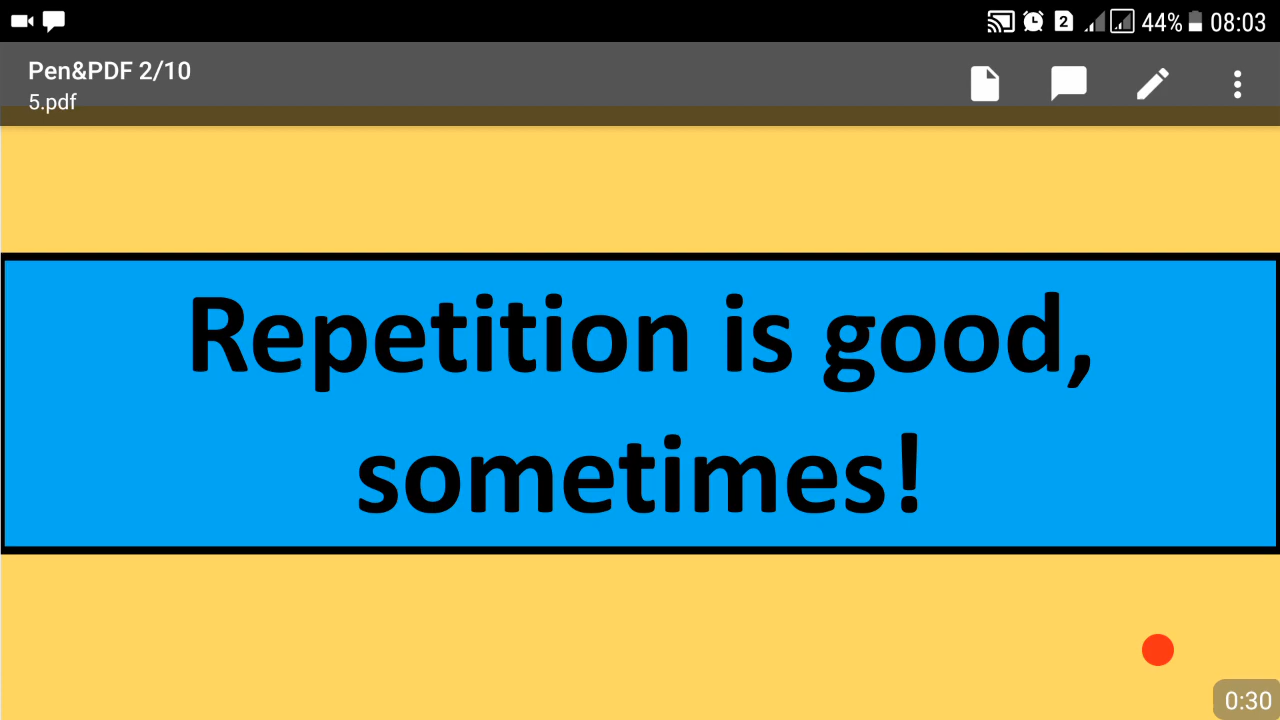 2 44% 08:03
Pen&PDF 2/10
5.pdf
Repetition is good,
sometimes!
0:30